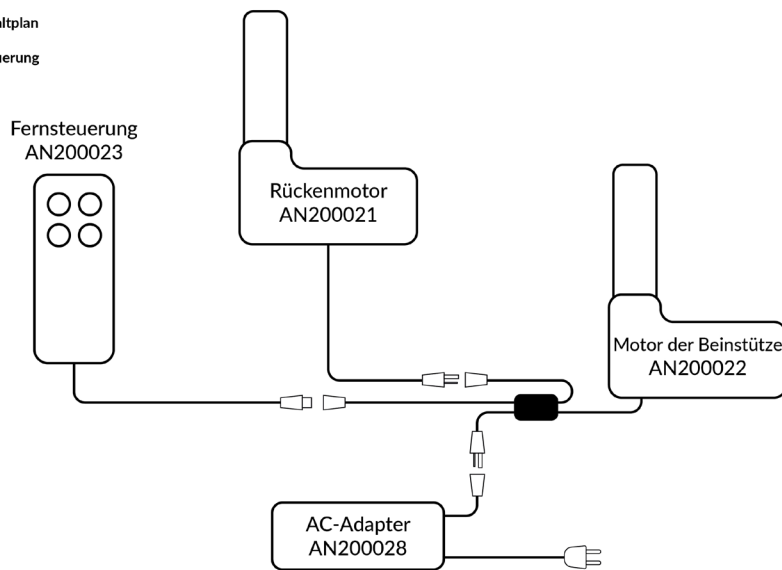 ltplan
uerung
Fernsteuerung
AN200023
Rückenmotor
AN200021
Motor der Beinstütze
AN200022
AC-Adapter
AN200028